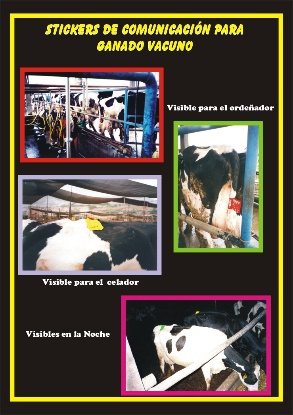 STICKERS DE COMUNICACIÓN PARA
GANADO VACUNO
Visible para el ordeñador
Visible para el celador
Visibles en la Noche